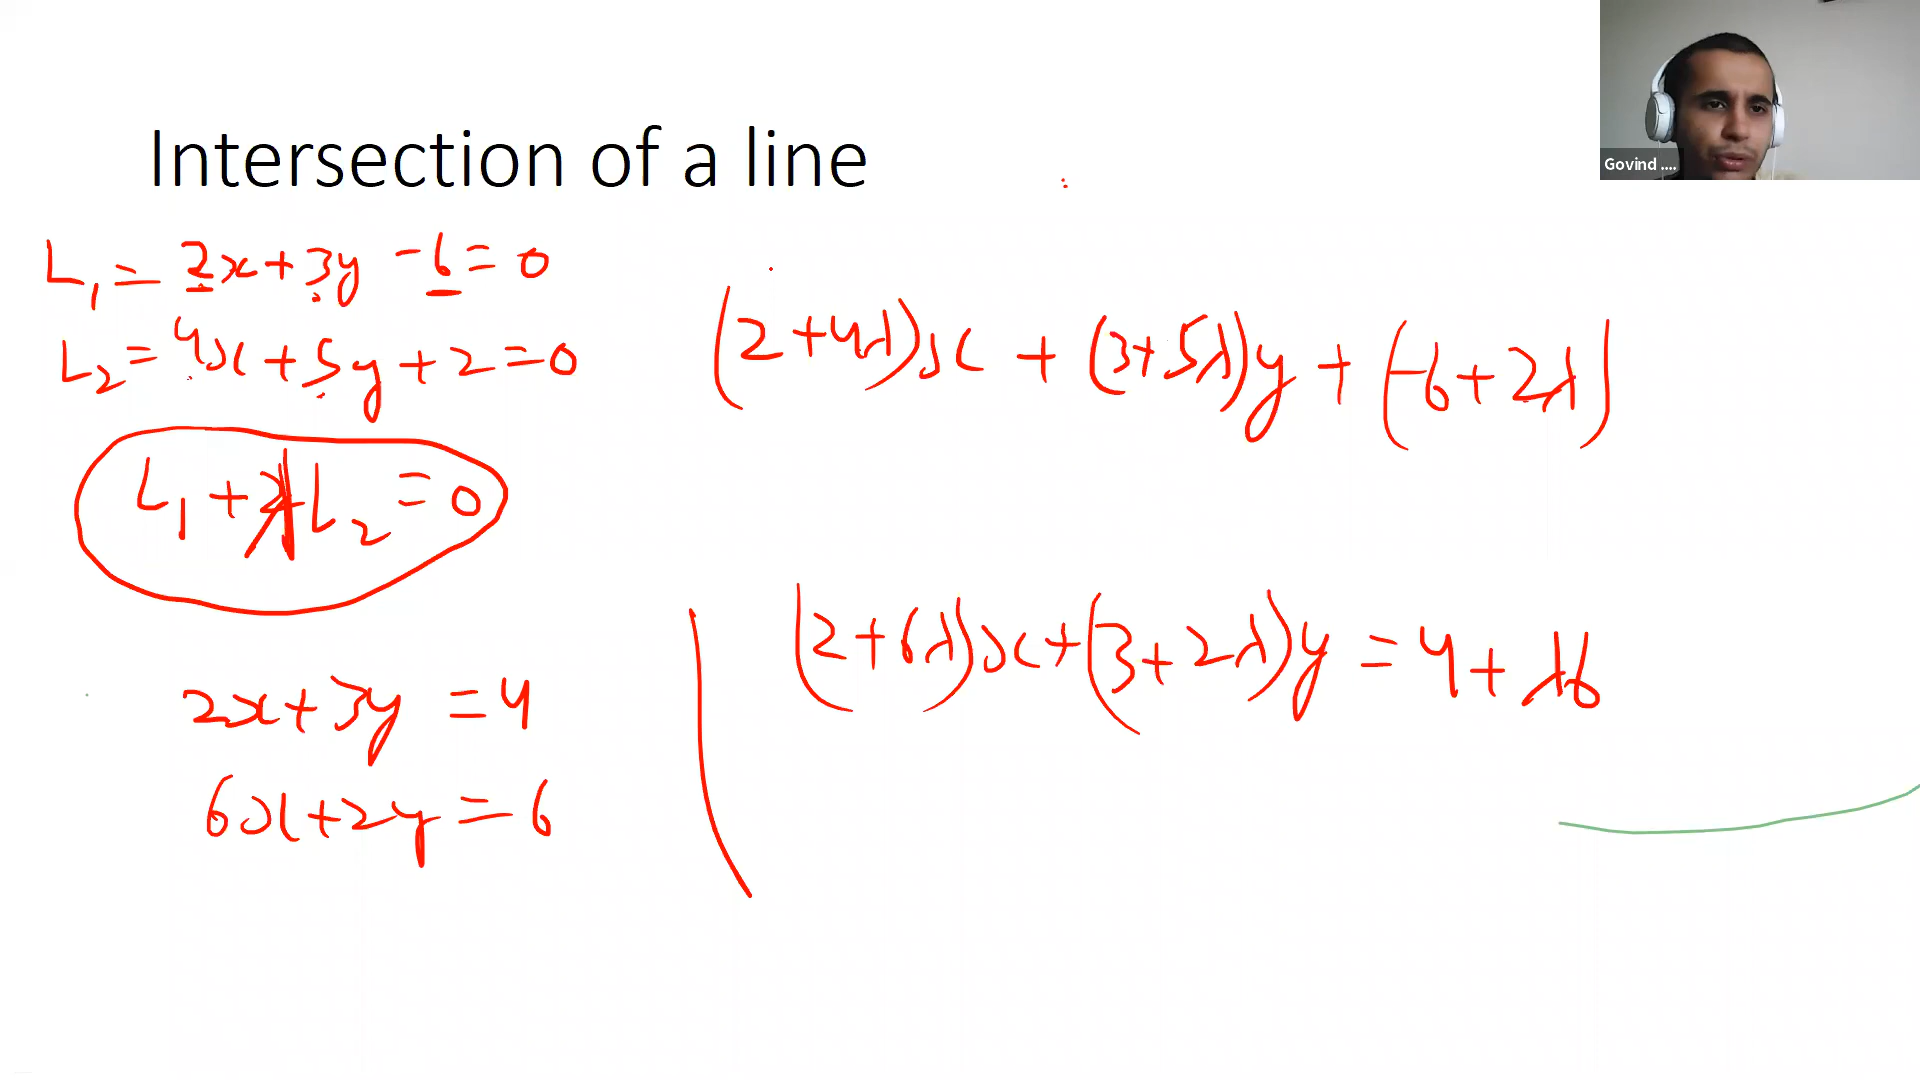 Intersection of a line
Govind ....
L₁ = 2x + 3y - 6 = 0
L₂ = 4x + 5y + 2 = 0
L₁ + λL₂ = 0
2x + 3y = 4
6x + 2y = 6
(2 + 4λ)x + (3 + 5λ)y + (-6 + 2λ)
(2 + 6λ)x + (3 + 2λ)y = 4 + λ6